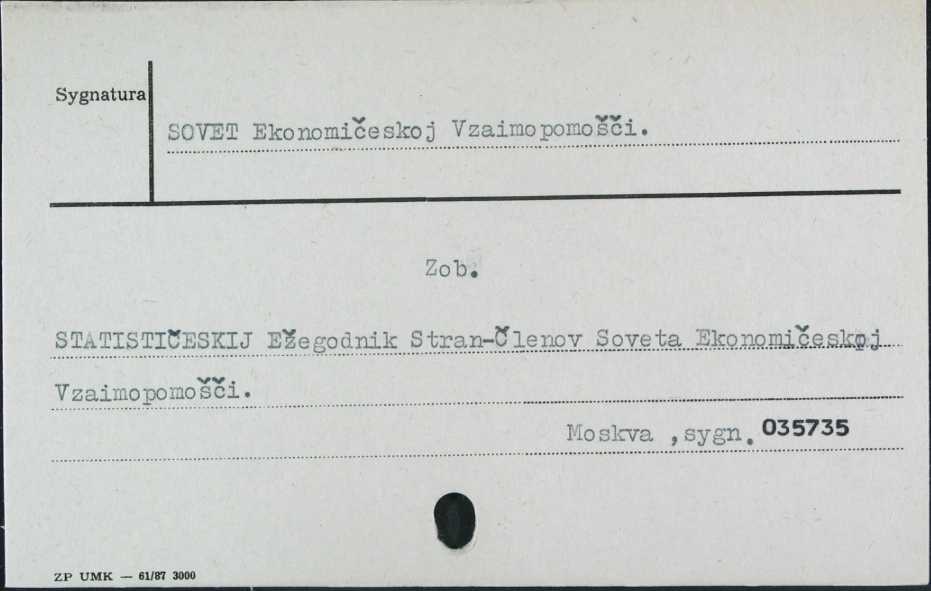 Sygnatura
SOVET Ekonomičeskoj Vzaimopomošči.
Zob.
STATISTIČESKIJ Ežegodnik Stran-Členov Soveta Ekonomičeskoj
Vzaimopomošči.
Moskva ,sygn. 035735
ZP UMK — 61/87 3000